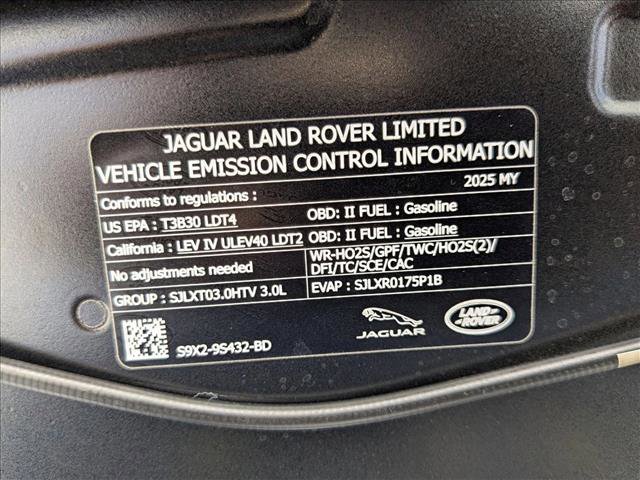 JAGUAR LAND ROVER LIMITED
VEHICLE EMISSION CONTROL INFORMATION
2025 MY
Conforms to regulations :
US EPA : T3B30 LDT4 OBD: II FUEL : Gasoline
California : LEV IV ULEV40 LDT2 OBD: II FUEL : Gasoline
No adjustments needed
WR-HO2S/GPF/TWC/HO2S(2)/
DFI/TC/SCE/CAC
GROUP : SJLXT03.0HTV 3.0L EVAP : SJLXR0175P1B
S9X2-9S432-BD
JAGUAR
LAND-
ROVER